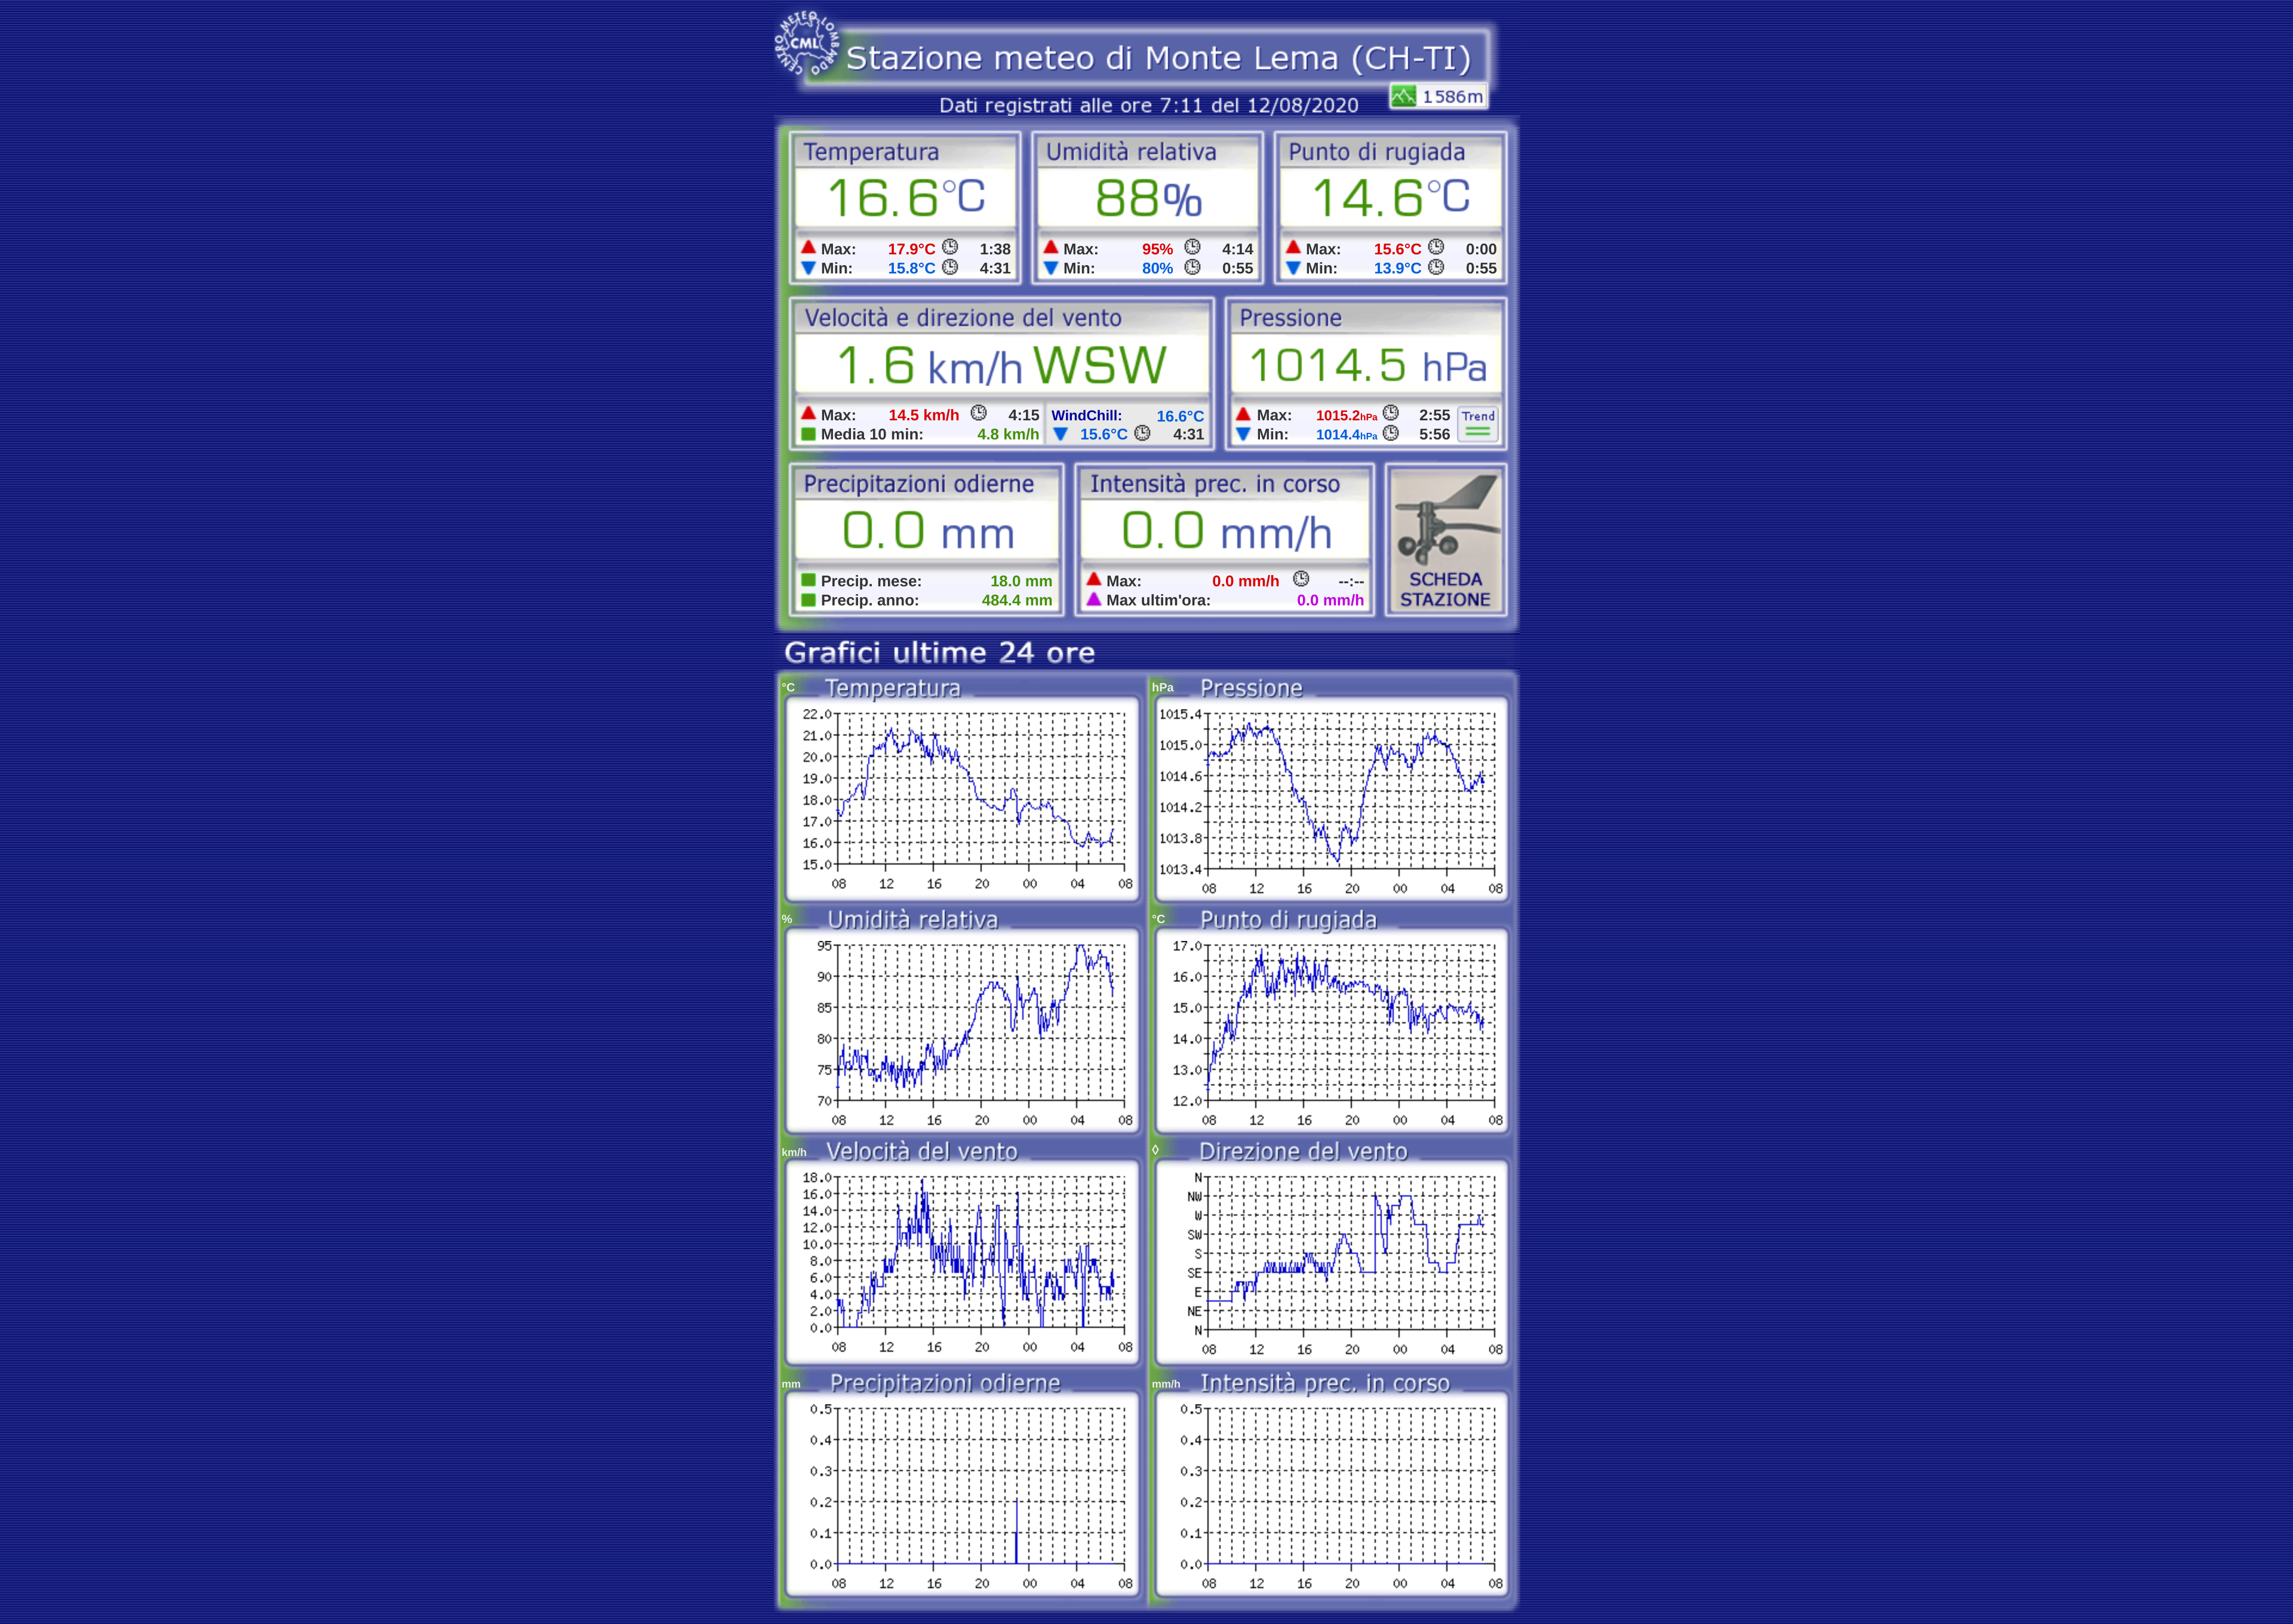 CENTRO METEO LOMBARDO
CML
Stazione meteo di Monte Lema (CH-TI)
1586m
Dati registrati alle ore 7:11 del 12/08/2020
Temperatura
16.6°C
Max: 17.9°C 1:38
Min: 15.8°C 4:31
Umidità relativa
88%
Max: 95% 4:14
Min: 80% 0:55
Punto di rugiada
14.6°C
Max: 15.6°C 0:00
Min: 13.9°C 0:55
Velocità e direzione del vento
1.6 km/h WSW
Max: 14.5 km/h 4:15
Media 10 min: 4.8 km/h
WindChill: 16.6°C
15.6°C 4:31
Pressione
1014.5 hPa
Max: 1015.2hPa 2:55
Min: 1014.4hPa 5:56
Trend
Precipitazioni odierne
0.0 mm
Precip. mese: 18.0 mm
Precip. anno: 484.4 mm
Intensità prec. in corso
0.0 mm/h
Max: 0.0 mm/h --:--
Max ultim'ora: 0.0 mm/h
SCHEDA
STAZIONE
Grafici ultime 24 ore
°C Temperatura
22.0
21.0
20.0
19.0
18.0
17.0
16.0
15.0
08 12 16 20 00 04 08
hPa Pressione
1015.4
1015.0
1014.6
1014.2
1013.8
1013.4
08 12 16 20 00 04 08
% Umidità relativa
95
90
85
80
75
70
08 12 16 20 00 04 08
°C Punto di rugiada
17.0
16.0
15.0
14.0
13.0
12.0
08 12 16 20 00 04 08
km/h Velocità del vento
18.0
16.0
14.0
12.0
10.0
8.0
6.0
4.0
2.0
0.0
08 12 16 20 00 04 08
◊ Direzione del vento
N
NW
W
SW
S
SE
E
NE
N
08 12 16 20 00 04 08
mm Precipitazioni odierne
0.5
0.4
0.3
0.2
0.1
0.0
08 12 16 20 00 04 08
mm/h Intensità prec. in corso
0.5
0.4
0.3
0.2
0.1
0.0
08 12 16 20 00 04 08